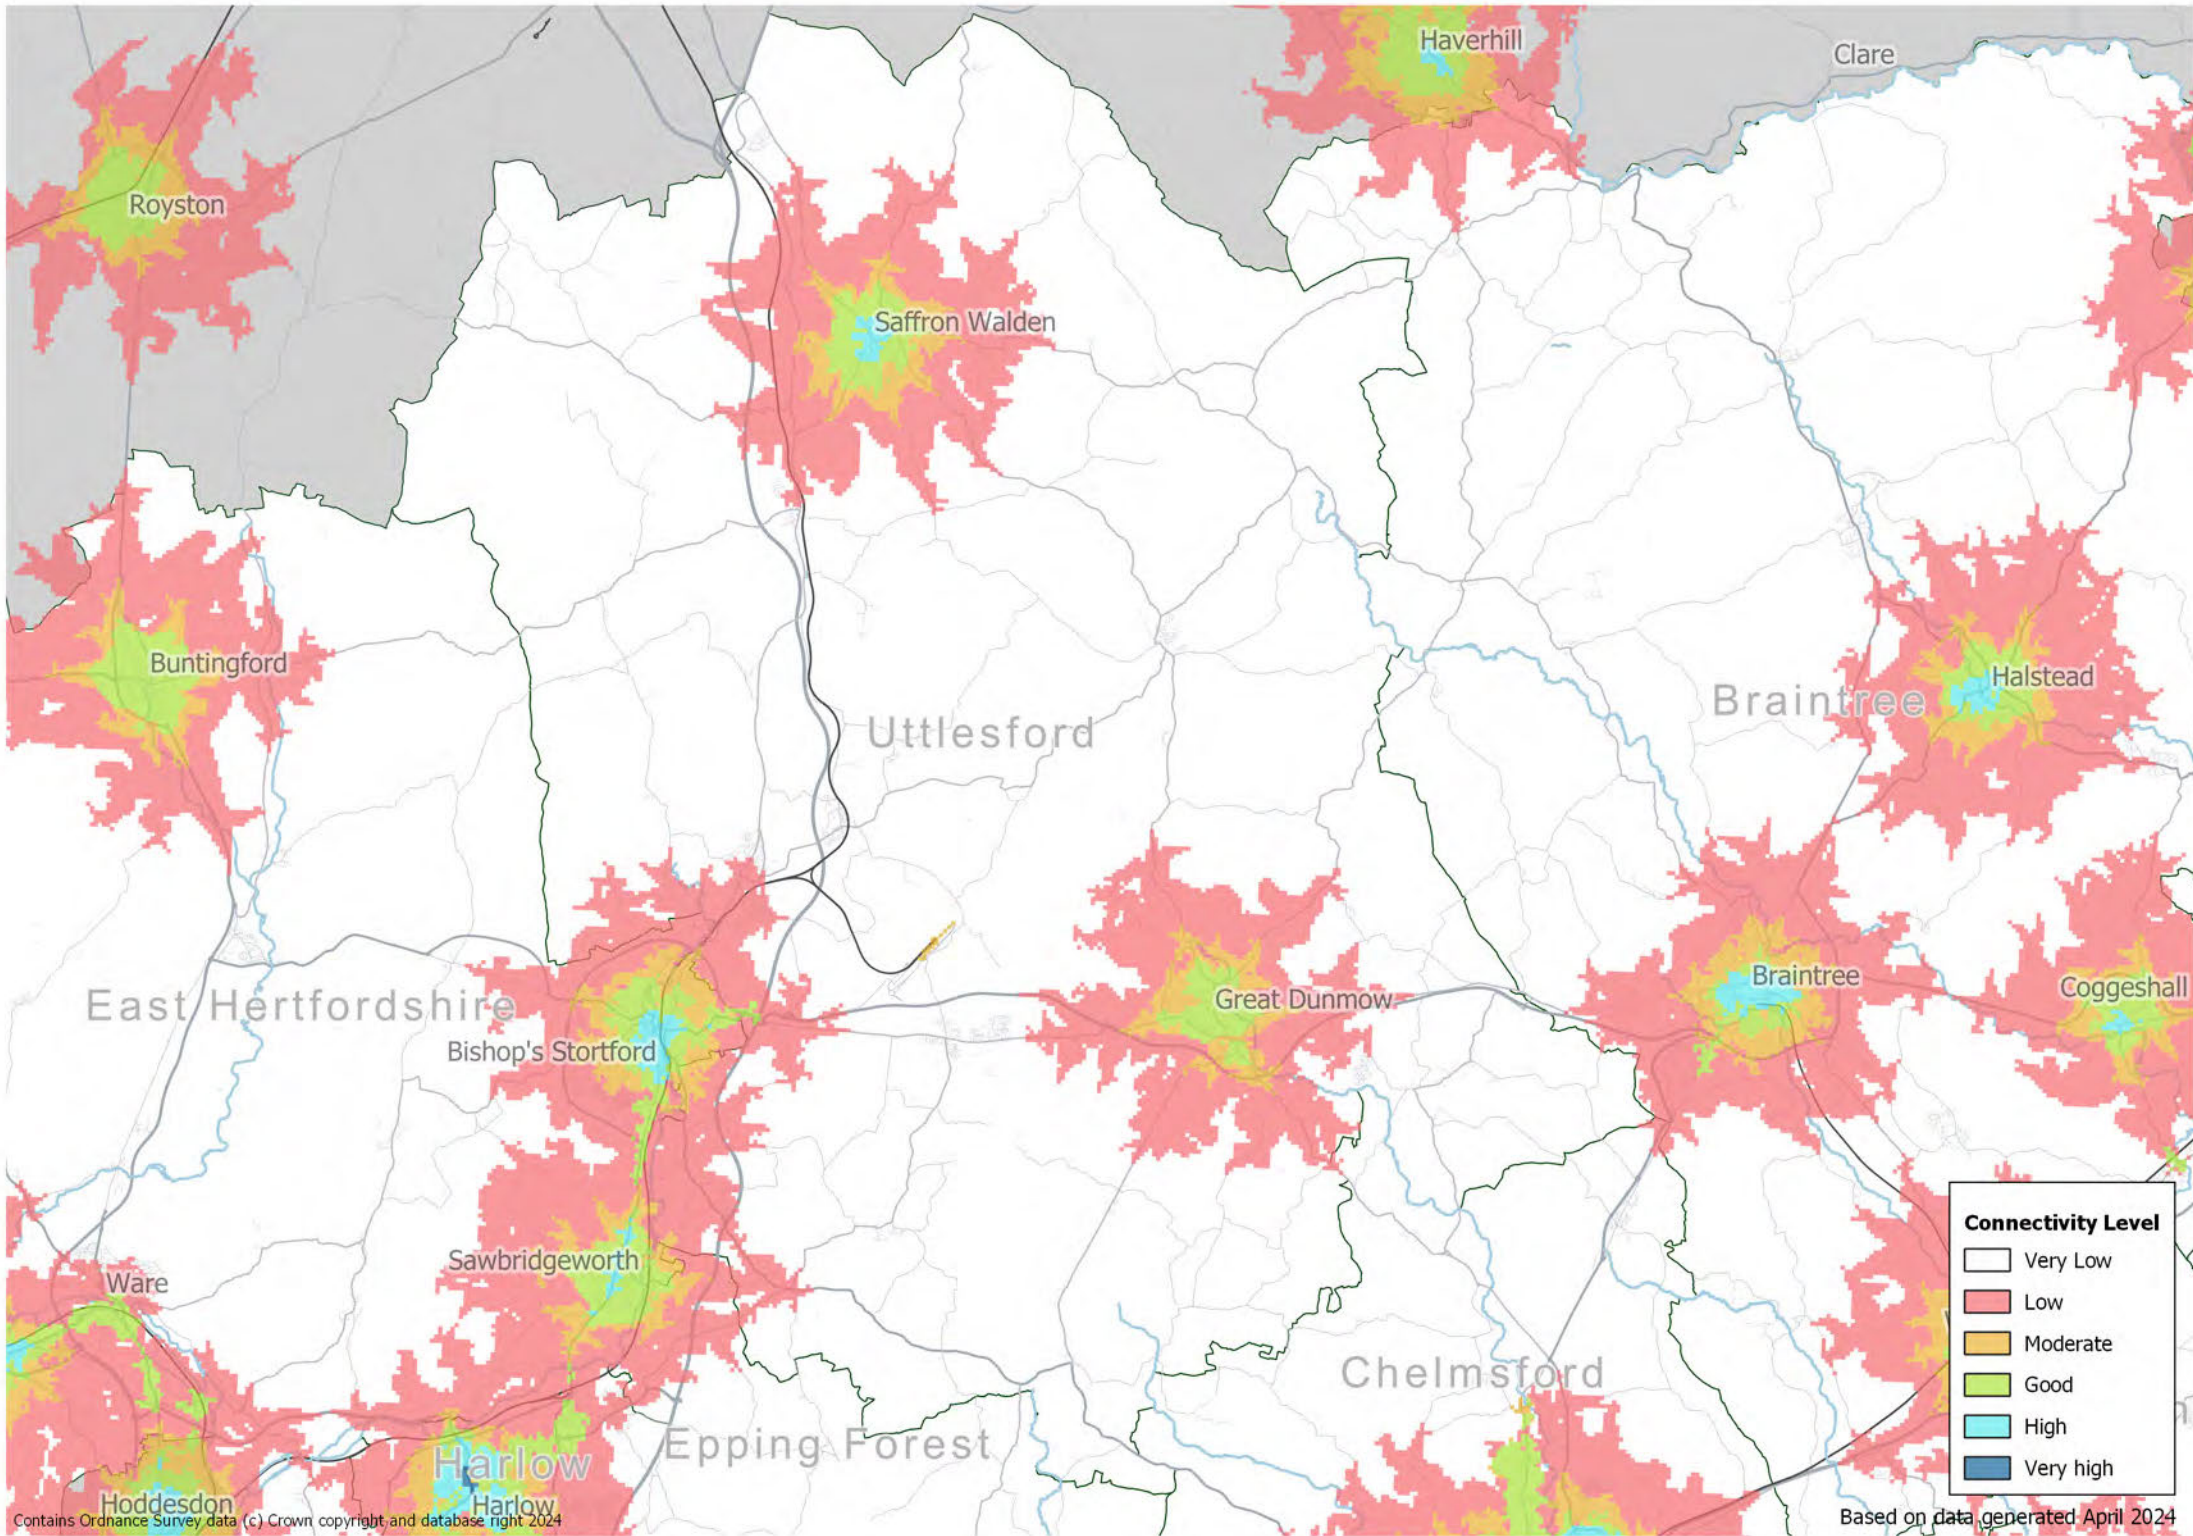 Haverhill
Clare
Royston
Saffron Walden
Buntingford
Halstead
Braintree
Uttlesford
Braintree
Coggeshall
Great Dunmow
East Hertfordshire
Bishop's Stortford
Sawbridgeworth
Ware
Chelmsford
Epping Forest
Harlow
Harlow
Hoddesdon
Connectivity Level
Very Low
Low
Moderate
Good
High
Very high
Contains Ordnance Survey data (c) Crown copyright and database right 2024
Based on data generated April 2024